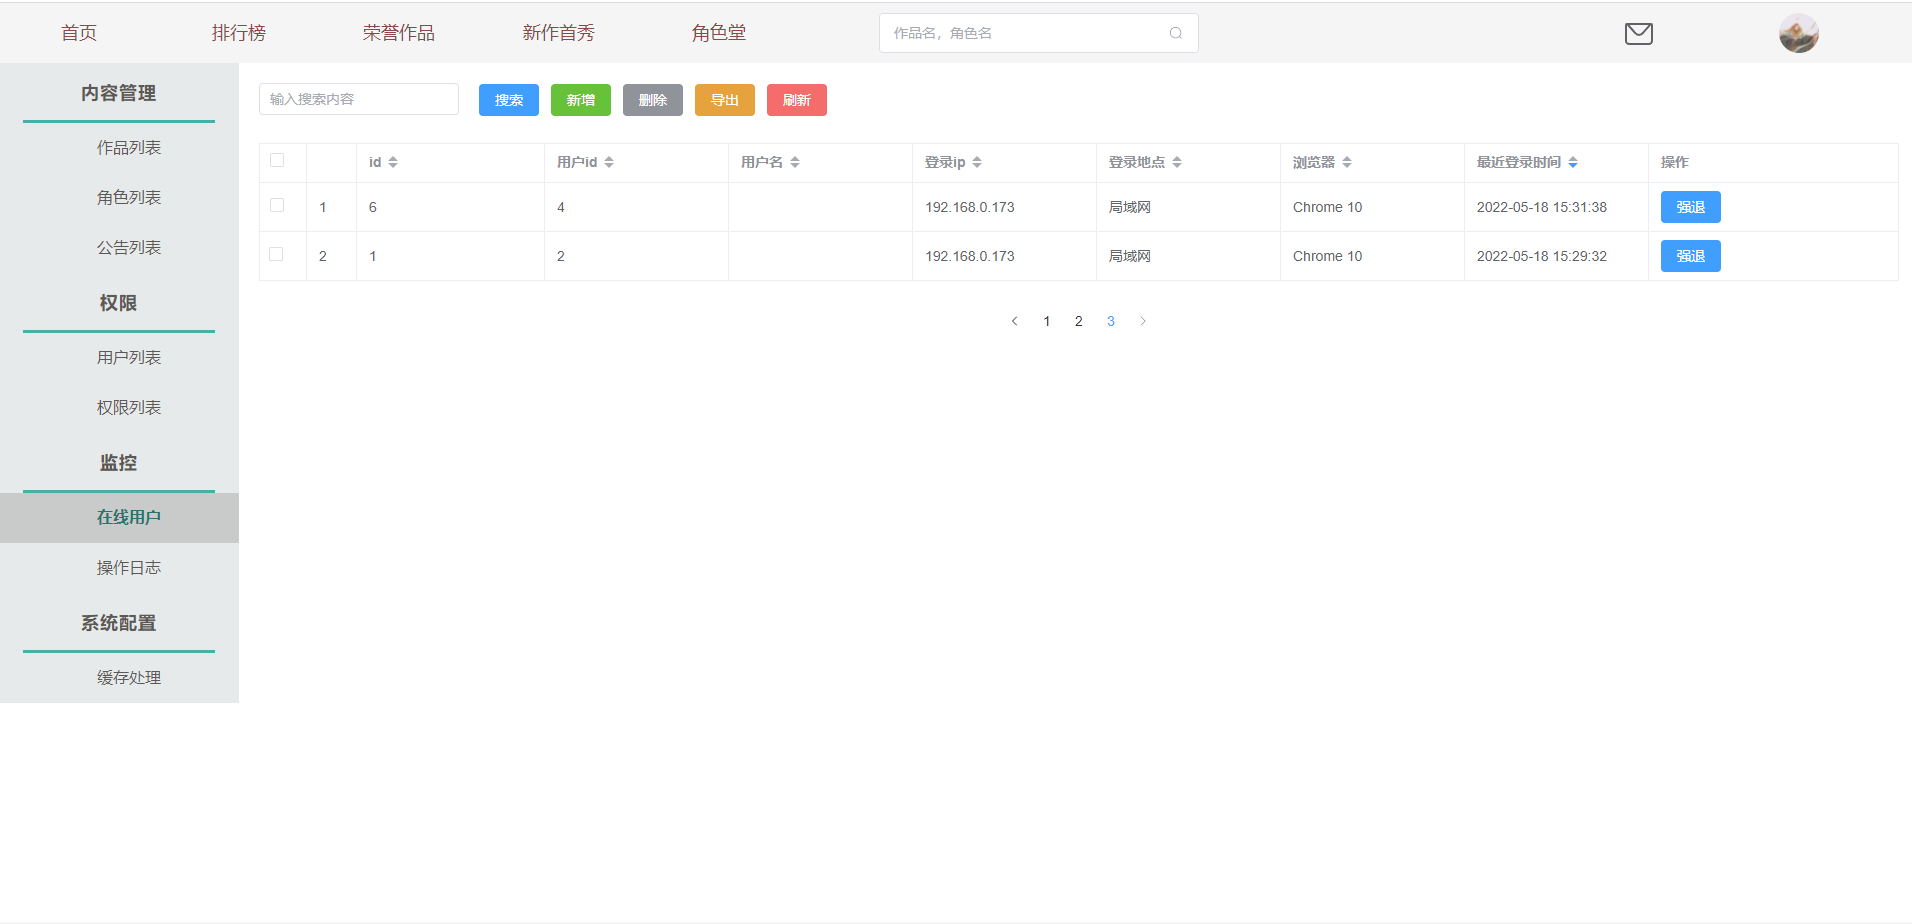 首页 排行榜 荣誉作品 新作首秀 角色堂 作品名，角色名
内容管理
作品列表
角色列表
公告列表
权限
用户列表
权限列表
监控
在线用户
操作日志
系统配置
缓存处理
输入搜索内容 搜索 新增 删除 导出 刷新
id 用户id 用户名 登录ip 登录地点 浏览器 最近登录时间 操作
1 6 4 192.168.0.173 局域网 Chrome 10 2022-05-18 15:31:38 强退
2 1 2 192.168.0.173 局域网 Chrome 10 2022-05-18 15:29:32 强退
1 2 3